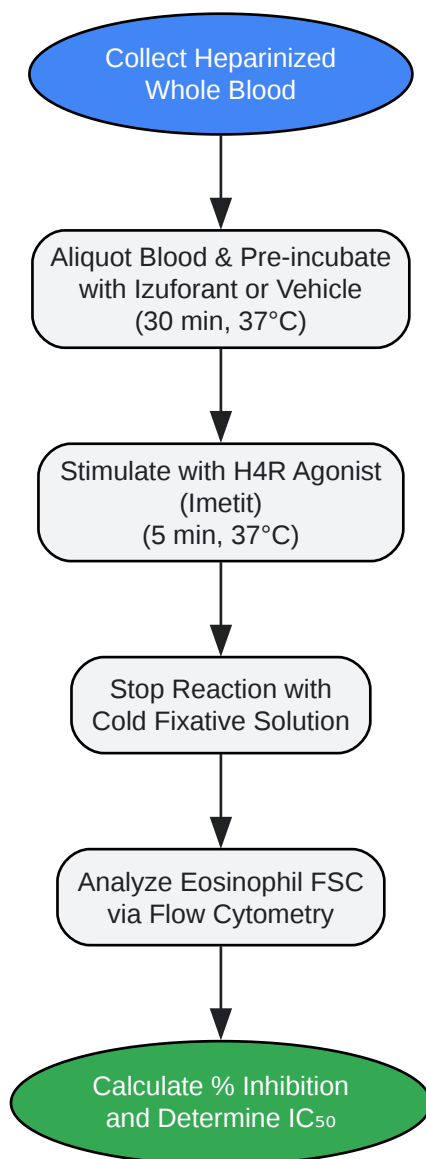 Collect Heparinized
Whole Blood
Aliquot Blood & Pre-incubate
with Izuforant or Vehicle
(30 min, 37°C)
Stimulate with H4R Agonist
(Imetit)
(5 min, 37°C)
Stop Reaction with
Cold Fixative Solution
Analyze Eosinophil FSC
via Flow Cytometry
Calculate % Inhibition
and Determine IC₅₀